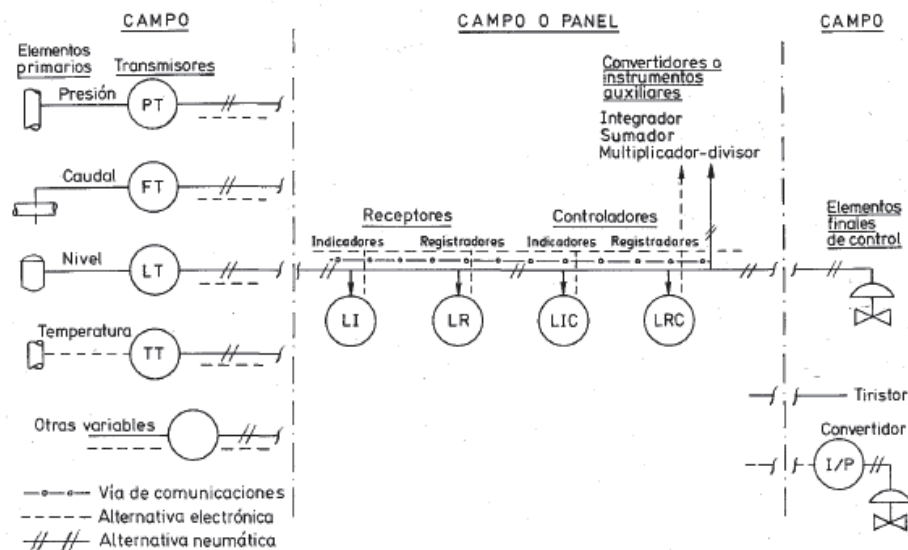 CAMPO
CAMPO O PANEL
CAMPO
Elementos
primarios
Transmisores
Presión
PT
Caudal
FT
Nivel
LT
Temperatura
TT
Otras variables
Vía de comunicaciones
Alternativa electrónica
Alternativa neumática
Convertidores o
instrumentos
auxiliares
Integrador
Sumador
Multiplicador-divisor
Receptores
Controladores
Indicadores
Registradores
Indicadores
Registradores
LI
LR
LIC
LRC
Elementos
finales
de control
Tiristor
Convertidor
I/P